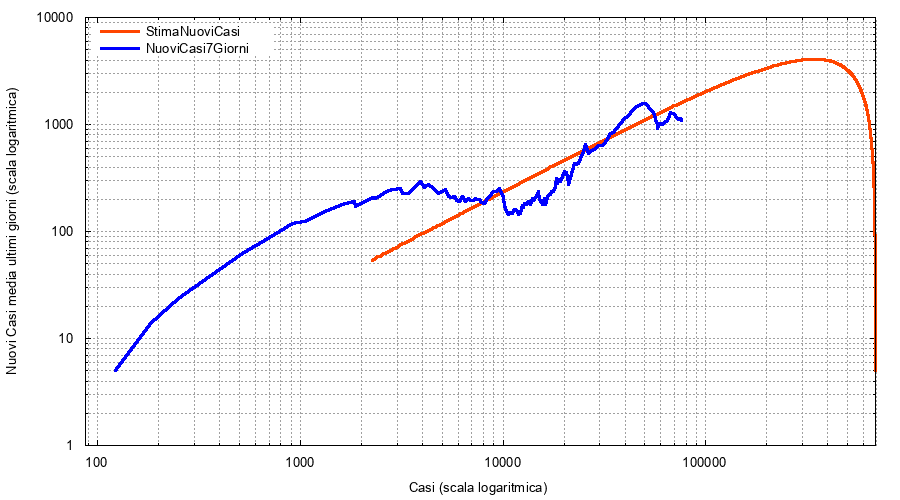 10000
StimaNuoviCasi
NuoviCasi7Giorni
1000
100
10
1
Nuovi Casi media ultimi giorni (scala logaritmica)
100
1000
10000
100000
Casi (scala logaritmica)